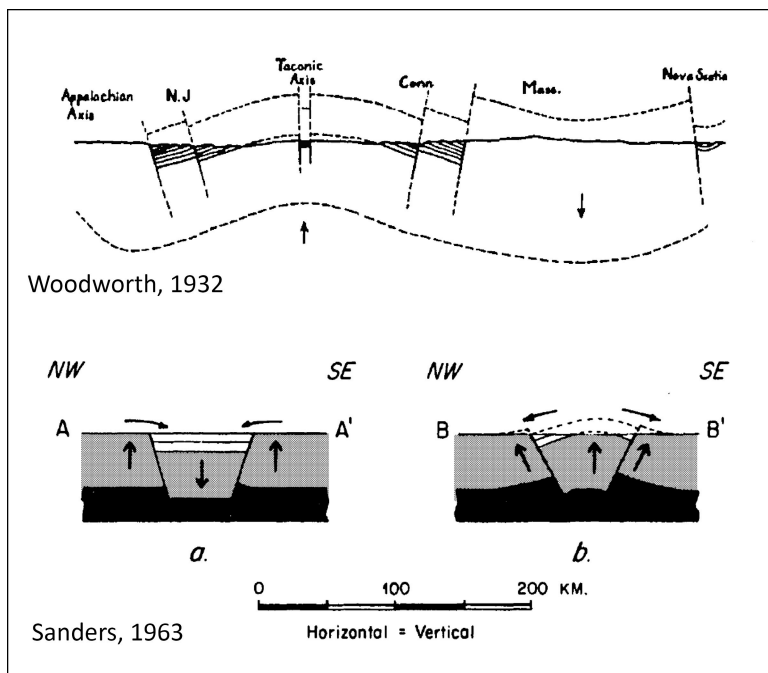 Taconic
Axis
Appalachian
Axis
N.J
Conn.
Mass.
Nova Scotia
Woodworth, 1932
NW
SE
NW
SE
A
A'
B
B'
a.
b.
0
100
200
KM.
Horizontal = Vertical
Sanders, 1963